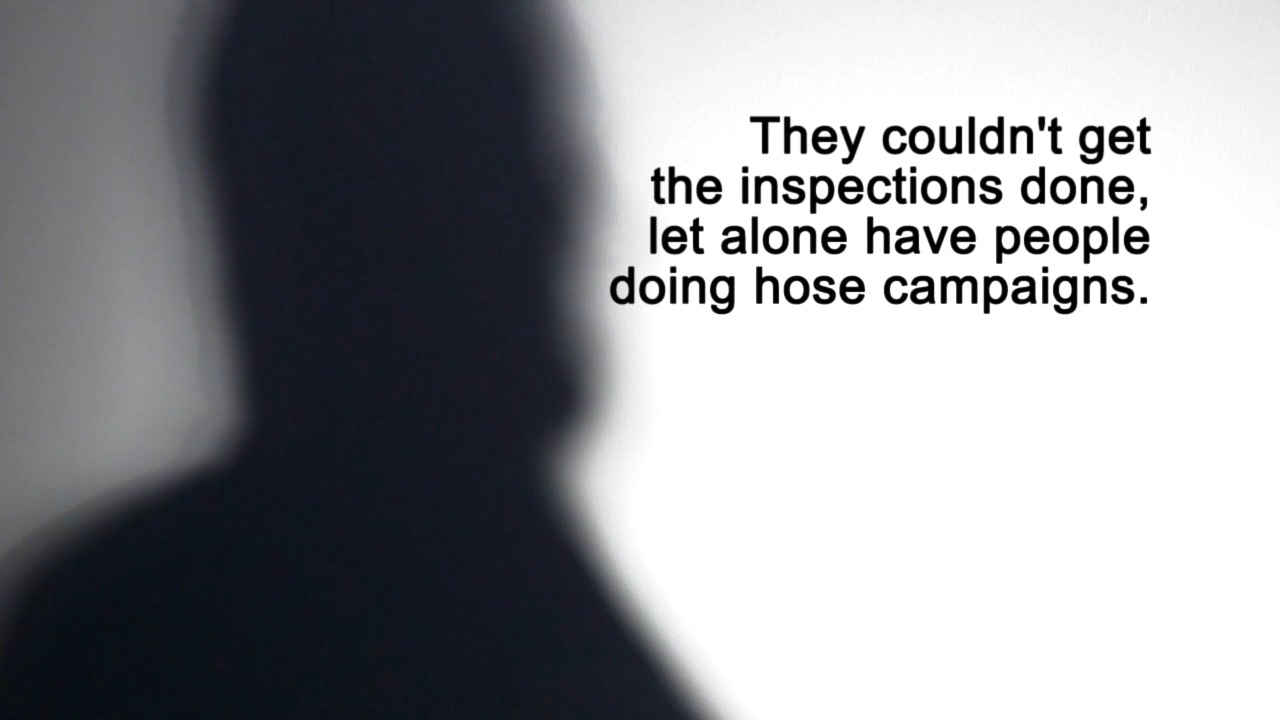 They couldn't get
the inspections done,
let alone have people
doing hose campaigns.